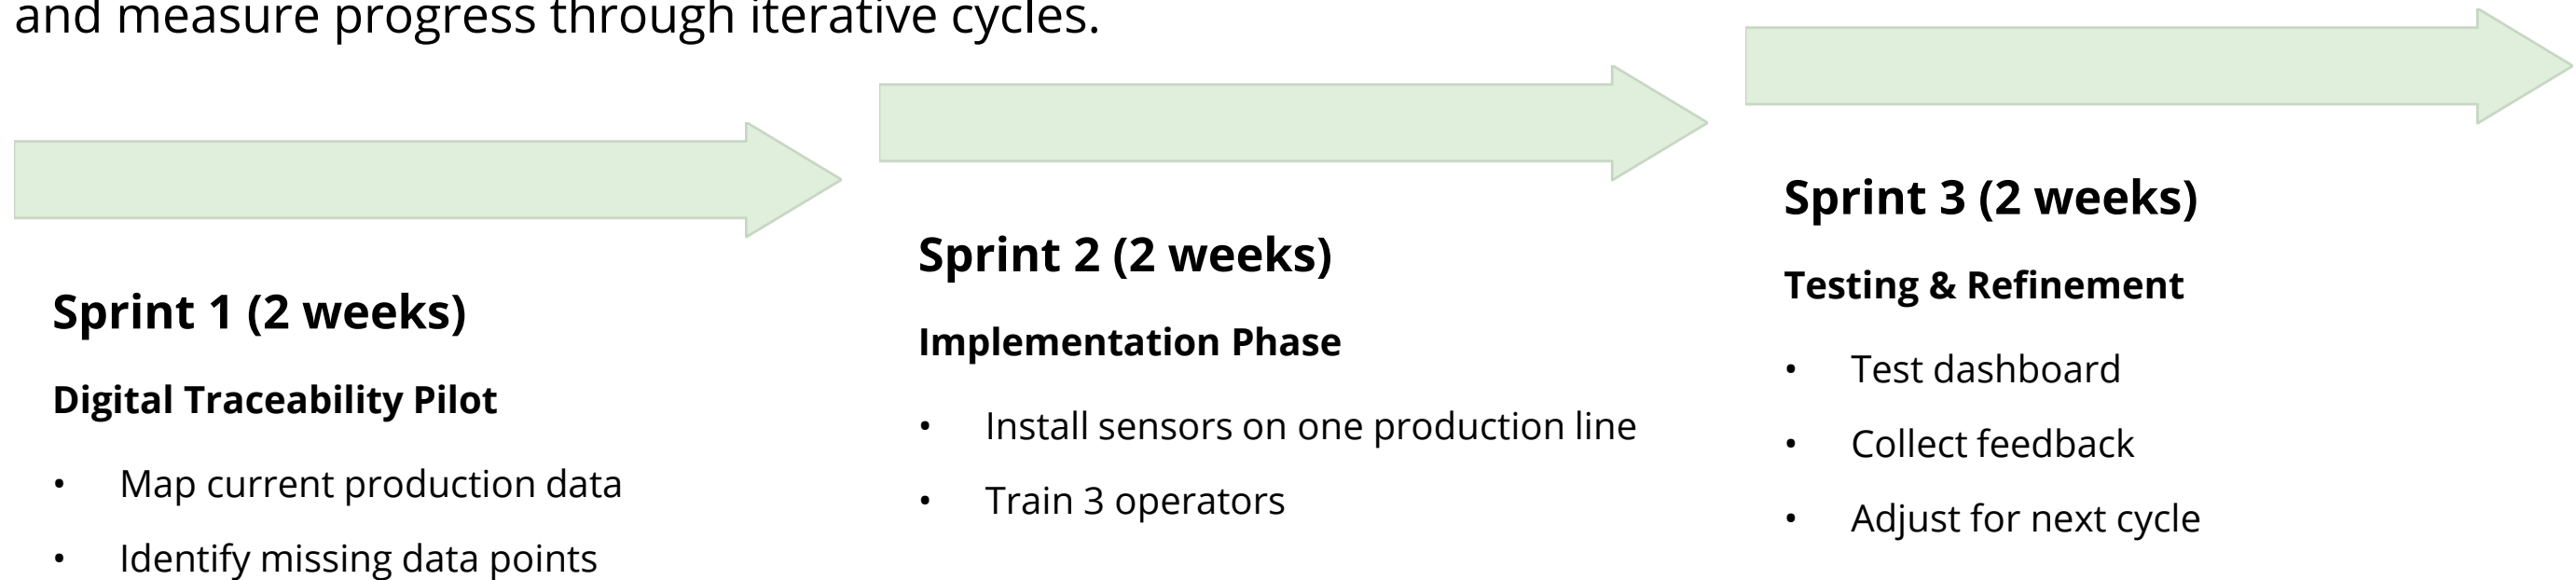 and measure progress through iterative cycles.
Sprint 1 (2 weeks)
Digital Traceability Pilot
• Map current production data
• Identify missing data points
Sprint 2 (2 weeks)
Implementation Phase
• Install sensors on one production line
• Train 3 operators
Sprint 3 (2 weeks)
Testing & Refinement
• Test dashboard
• Collect feedback
• Adjust for next cycle